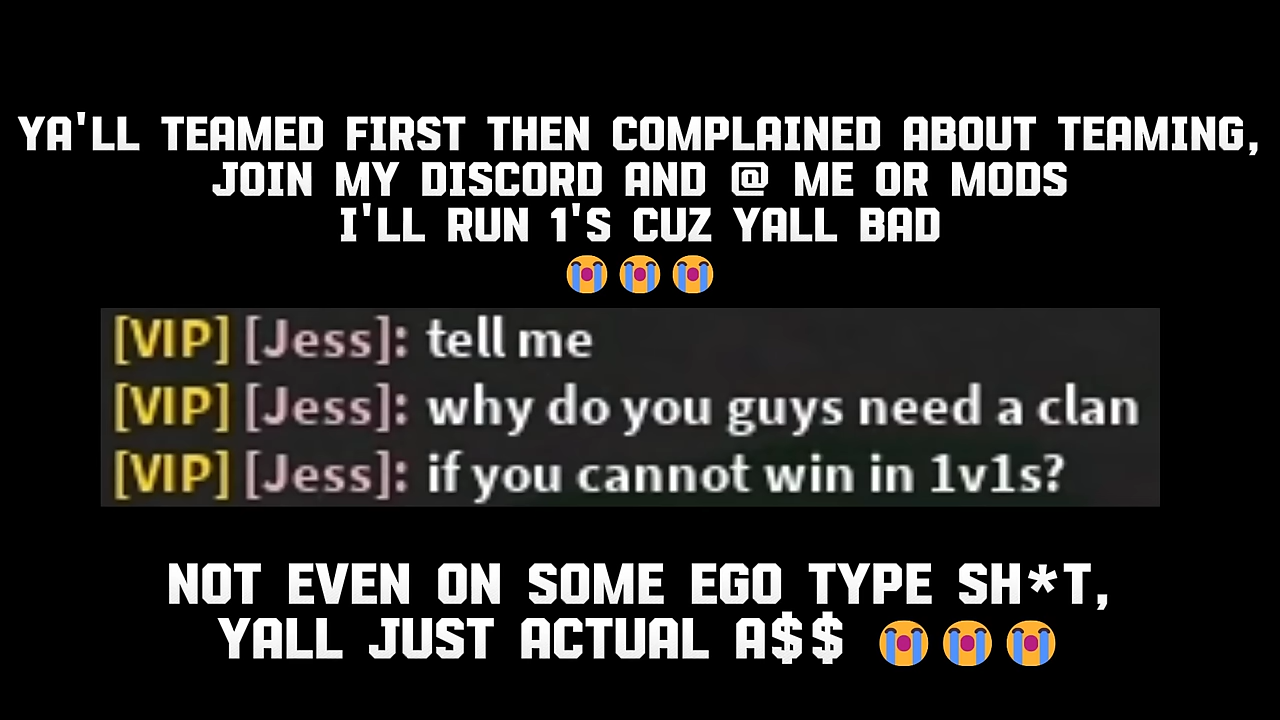 YA'LL TEAMED FIRST THEN COMPLAINED ABOUT TEAMING,
JOIN MY DISCORD AND @ ME OR MODS
I'LL RUN 1'S CUZ YALL BAD
😭😭😭
[VIP] [Jess]: tell me
[VIP] [Jess]: why do you guys need a clan
[VIP] [Jess]: if you cannot win in 1v1s?
NOT EVEN ON SOME EGO TYPE SH*T,
YALL JUST ACTUAL A$$ 😭😭😭